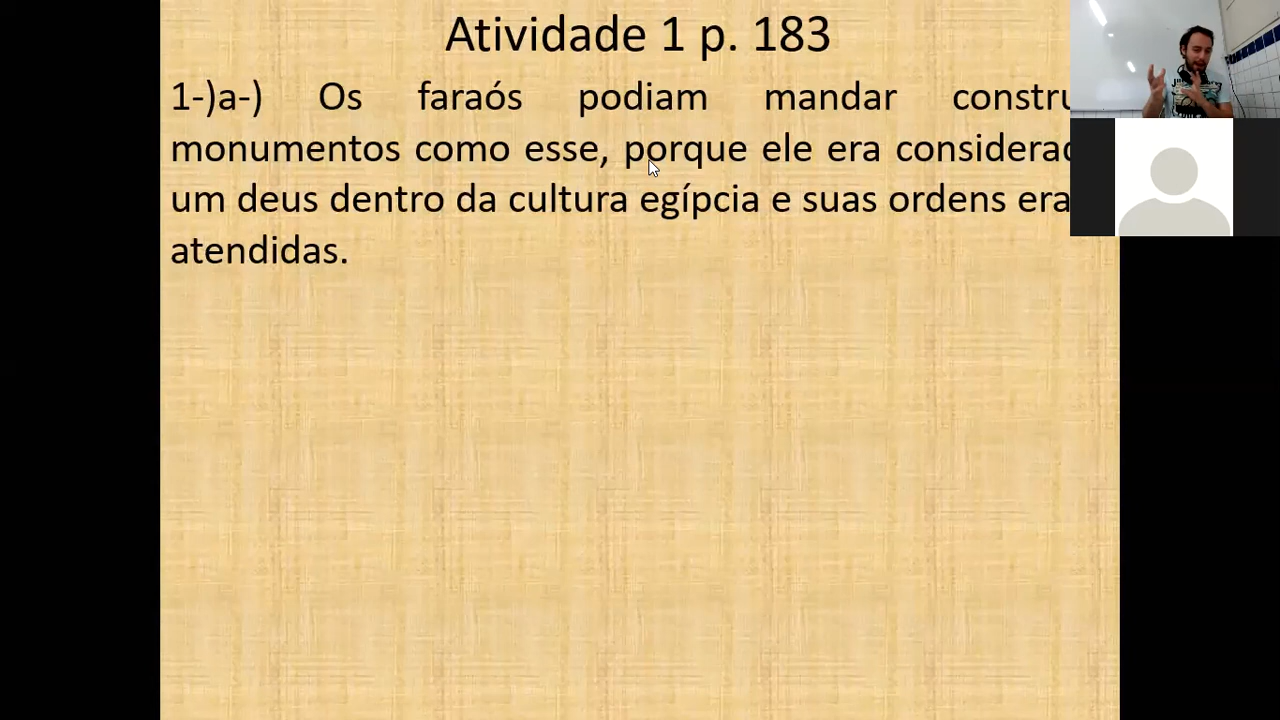 Atividade 1 p. 183
1-)a-) Os faraós podiam mandar
monumentos como esse, porque ele era
um deus dentro da cultura egípcia e suas ordens
atendidas.